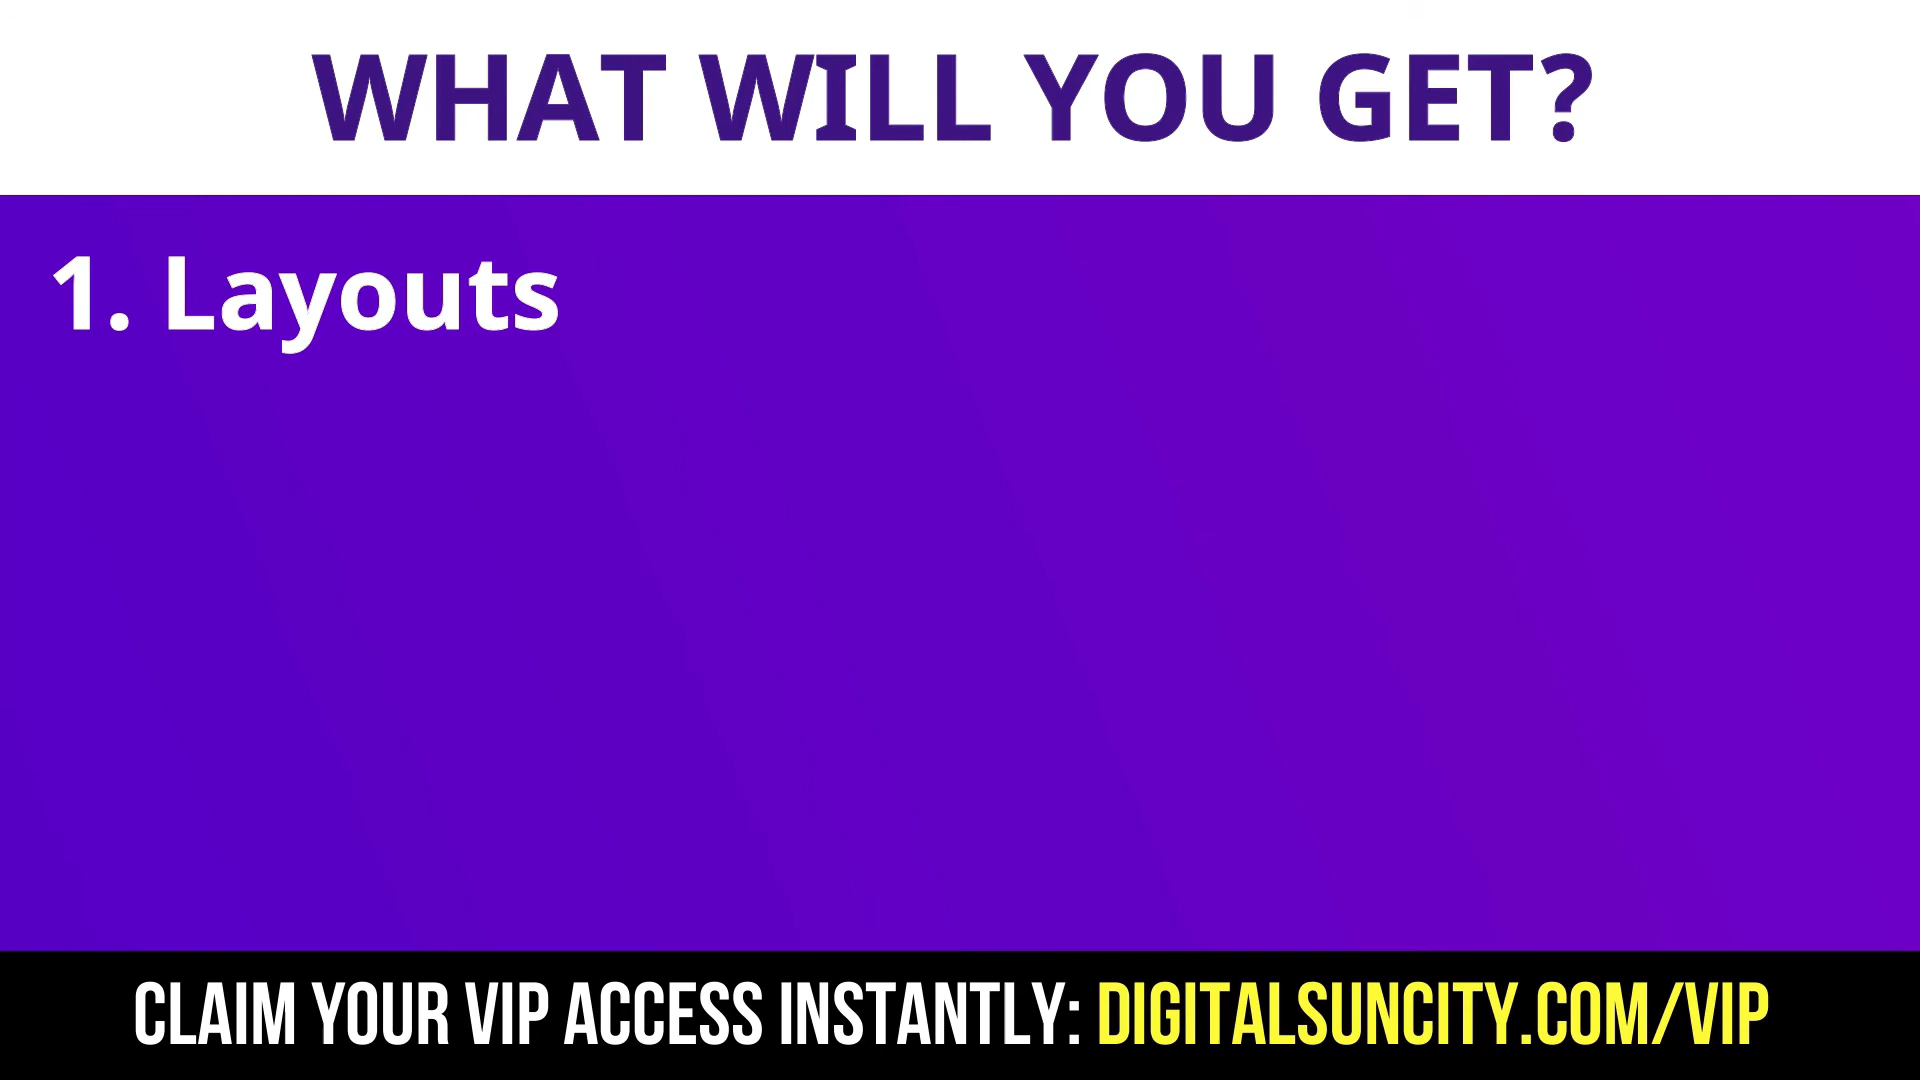 WHAT WILL YOU GET?
1. Layouts
CLAIM YOUR VIP ACCESS INSTANTLY: DIGITALSUNCITY.COM/VIP